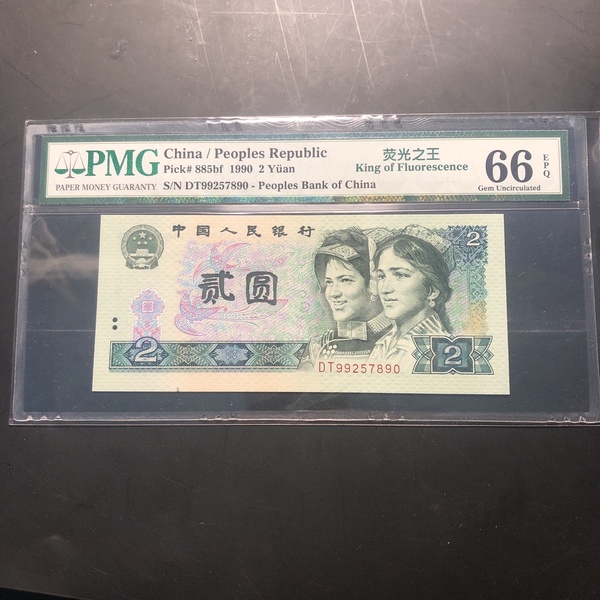 PMG
PAPER MONEY GUARANTY
China / Peoples Republic
Pick# 885bf 1990 2 Yüan
S/N DT99257890 - Peoples Bank of China
荧光之王
King of Fluorescence
66 EPQ
Gem Uncirculated
中国人民银行
2
贰圆
2
2
DT99257890